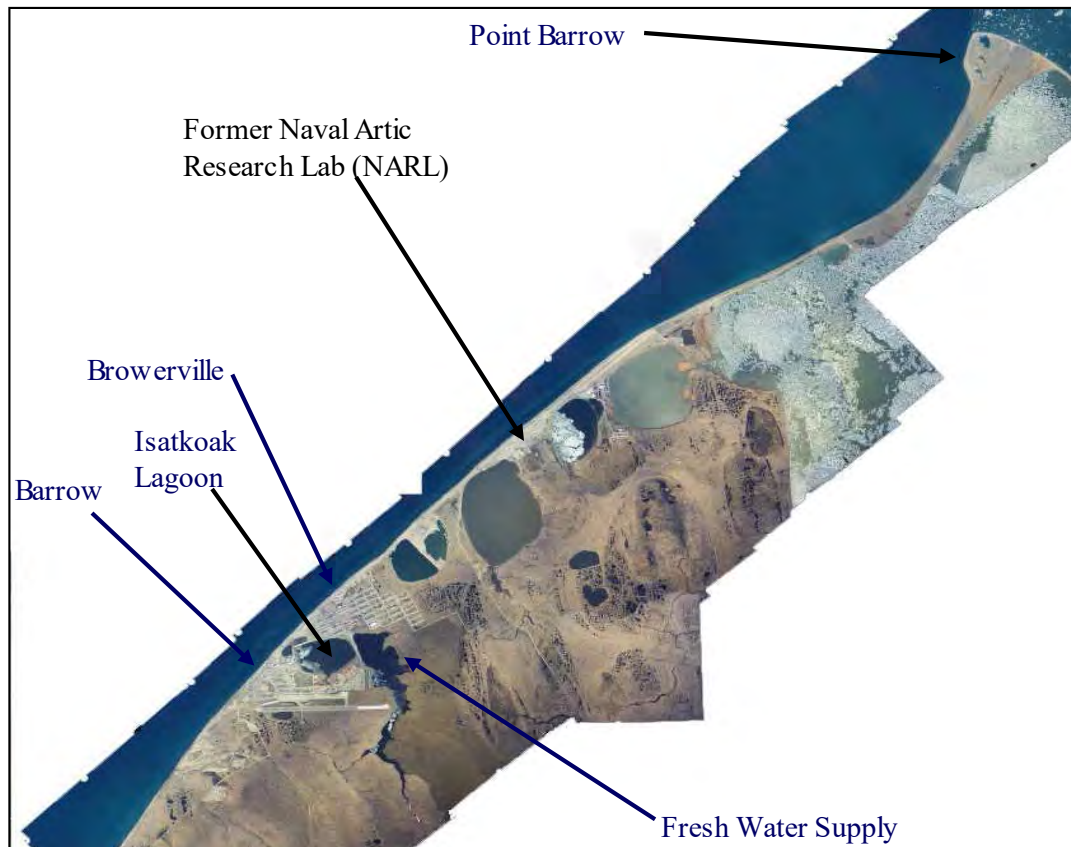 Point Barrow
Former Naval Artic
Research Lab (NARL)
Browerville
Isatkoak
Lagoon
Barrow
Fresh Water Supply